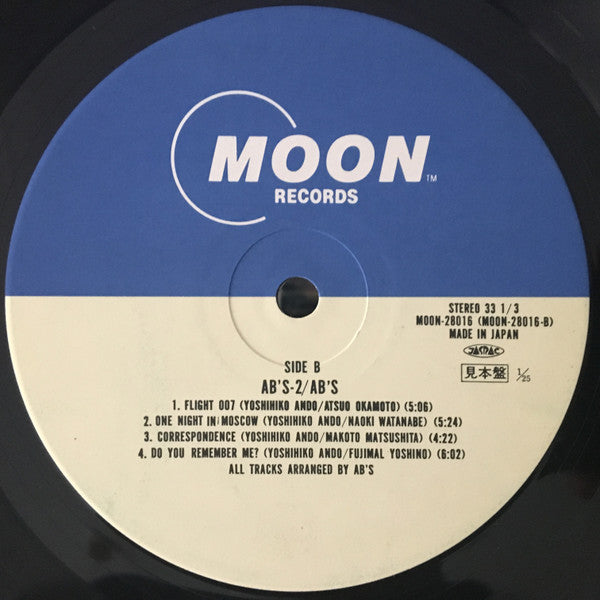 MOON
TM
RECORDS
STEREO 33 1/3
MOON-28016 (MOON-28016-B)
MADE IN JAPAN
JASRAC
見本盤 1/25
SIDE B
AB'S-2/AB'S
1. FLIGHT 007 (YOSHIHIKO ANDO/ATSUO OKAMOTO) (5:06)
2. ONE NIGHT IN MOSCOW (YOSHIHIKO ANDO/NAOKI WATANABE) (5:24)
3. CORRESPONDENCE (YOSHIHIKO ANDO/MAKOTO MATSUSHITA) (4:22)
4. DO YOU REMEMBER ME? (YOSHIHIKO ANDO/FUJIMAL YOSHINO) (6:02)
ALL TRACKS ARRANGED BY AB'S